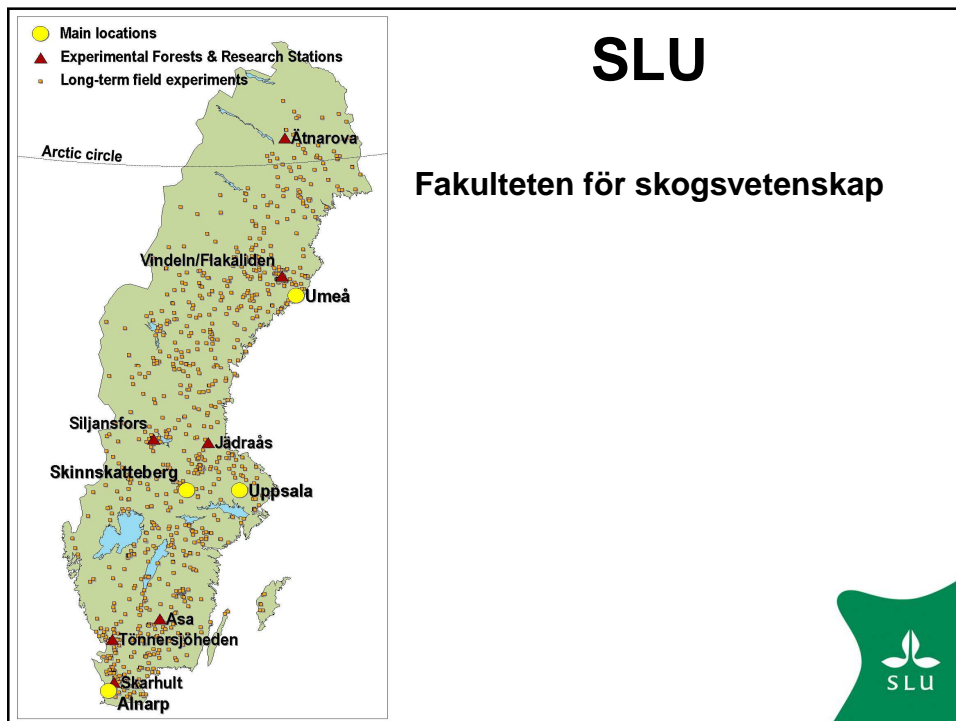 Main locations
Experimental Forests & Research Stations
Long-term field experiments
SLU
Fakulteten för skogsvetenskap
Ätnarova
Arctic circle
Vindeln/Flakaliden
Umeå
Siljansfors
Jädraås
Skinnskatteberg
Uppsala
Asa
Tönnersjöheden
Skarhult
Alnarp
SLU